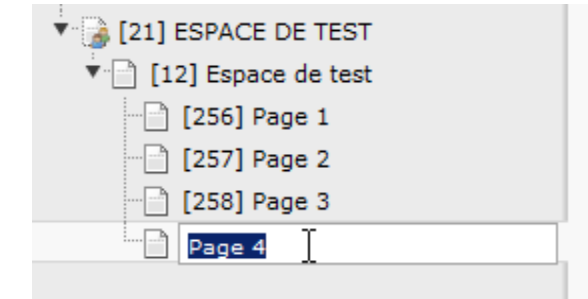 [21] ESPACE DE TEST
[12] Espace de test
[256] Page 1
[257] Page 2
[258] Page 3
Page 4